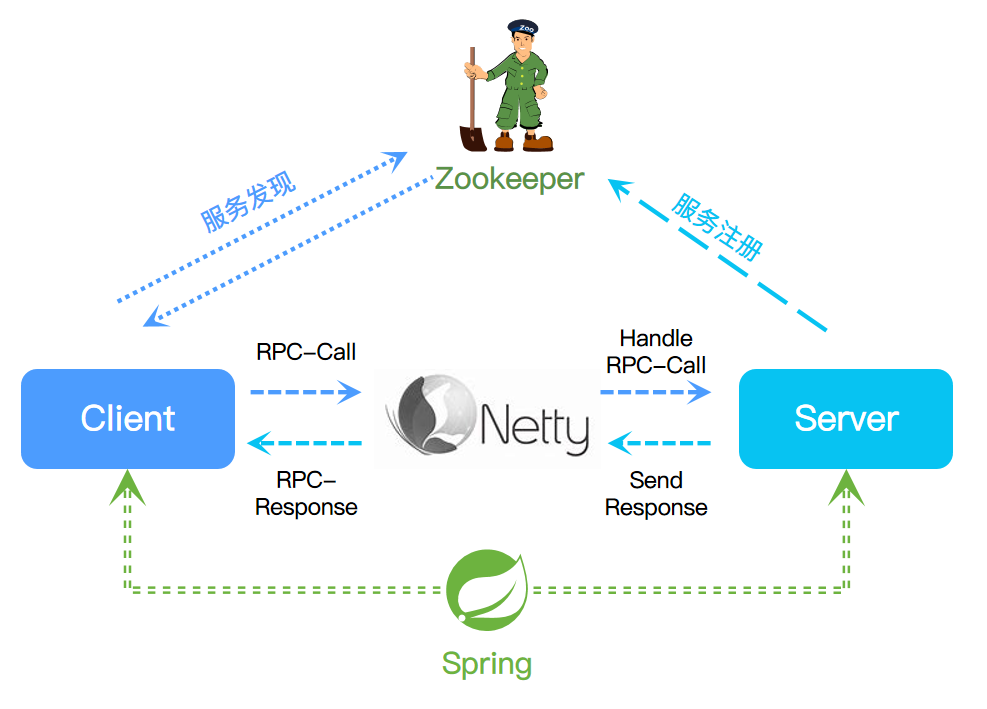 Zoo
Zookeeper
服务发现
服务注册
RPC-Call
Handle
RPC-Call
Client
Netty
Server
RPC-
Response
Send
Response
Spring